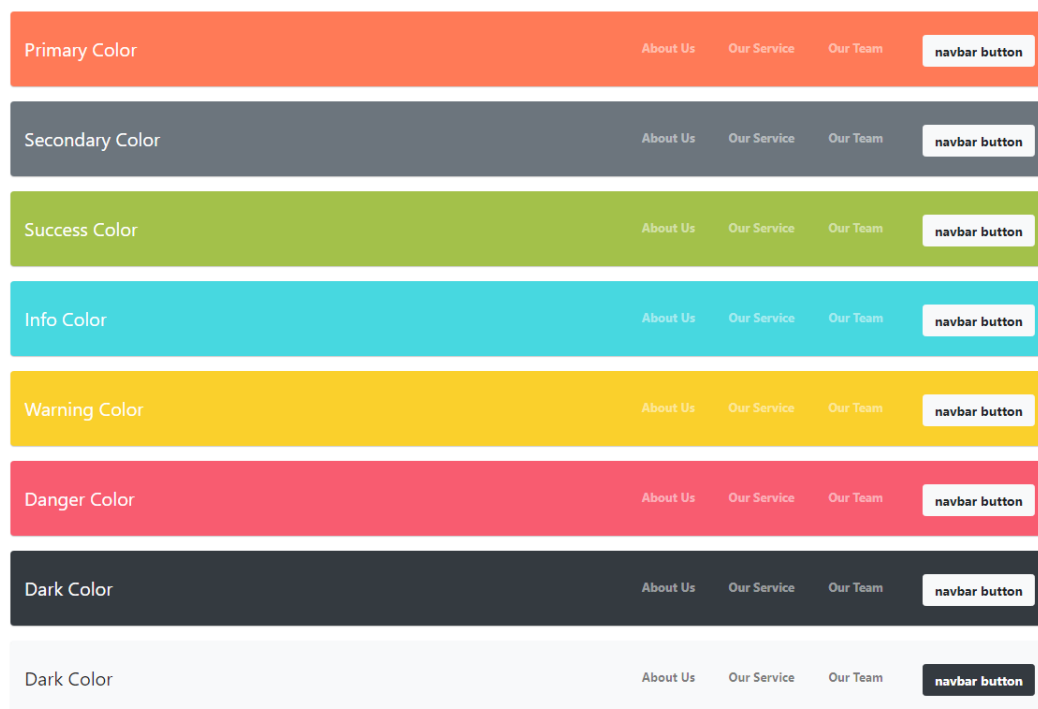 Primary Color About Us Our Service Our Team navbar button
Secondary Color About Us Our Service Our Team navbar button
Success Color About Us Our Service Our Team navbar button
Info Color About Us Our Service Our Team navbar button
Warning Color About Us Our Service Our Team navbar button
Danger Color About Us Our Service Our Team navbar button
Dark Color About Us Our Service Our Team navbar button
Dark Color About Us Our Service Our Team navbar button